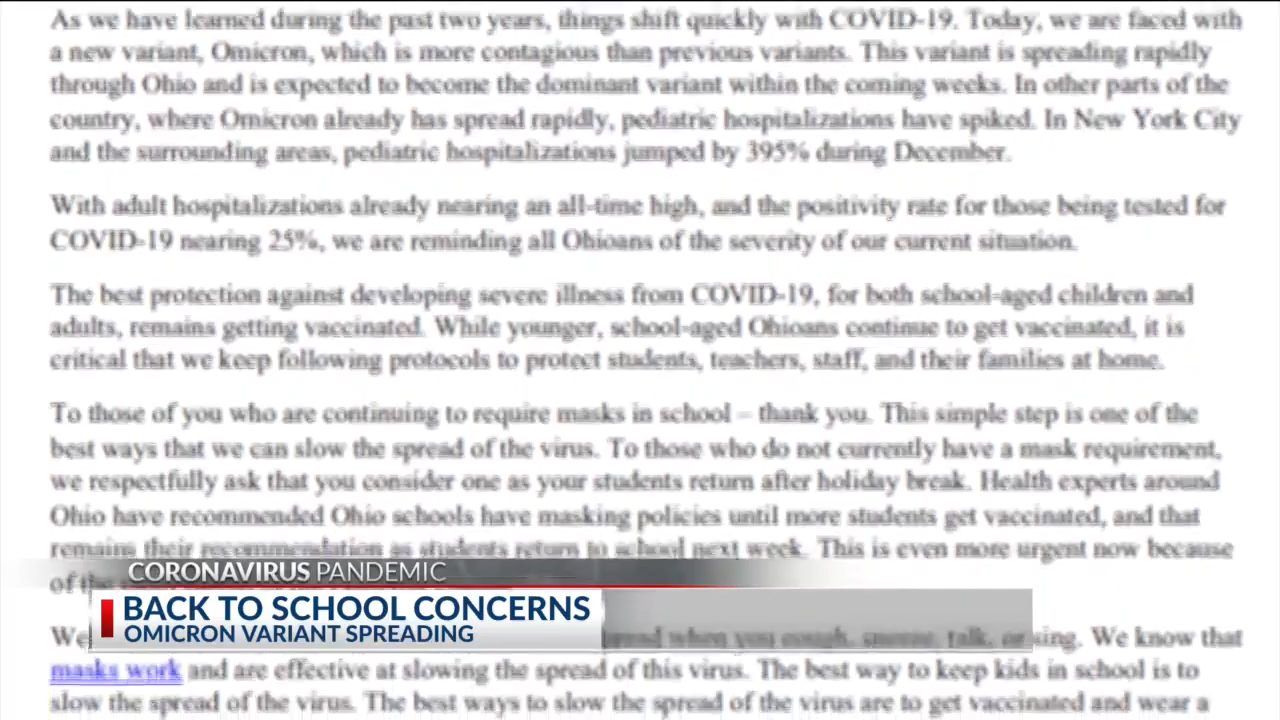 As we have learned during the past two years, things shift quickly with COVID-19. Today, we are faced with
a new variant, Omicron, which is more contagious than previous variants. This variant is spreading rapidly
through Ohio and is expected to become the dominant variant within the coming weeks. In other parts of the
country, where Omicron already has spread rapidly, pediatric hospitalizations have spiked. In New York City
and the surrounding areas, pediatric hospitalizations jumped by 395% during December.
With adult hospitalizations already nearing an all-time high, and the positivity rate for those being tested for
COVID-19 nearing 25%, we are reminding all Ohioans of the severity of our current situation.
The best protection against developing severe illness from COVID-19, for both school-aged children and
adults, remains getting vaccinated. While younger, school-aged Ohioans continue to get vaccinated, it is
critical that we keep following protocols to protect students, teachers, staff, and their families at home.
To those of you who are continuing to require masks in school – thank you. This simple step is one of the
best ways that we can slow the spread of the virus. To those who do not currently have a mask requirement,
we respectfully ask that you consider one as your students return after holiday break. Health experts around
Ohio have recommended Ohio schools have masking policies until more students get vaccinated, and that
remains their recommendation as students return to school next week. This is even more urgent now because
of the
CORONAVIRUS PANDEMIC
BACK TO SCHOOL CONCERNS
OMICRON VARIANT SPREADING
We when you cough, sneeze, talk, or sing. We know that
masks work and are effective at slowing the spread of this virus. The best way to keep kids in school is to
slow the spread of the virus. The best ways to slow the spread of the virus are to get vaccinated and wear a